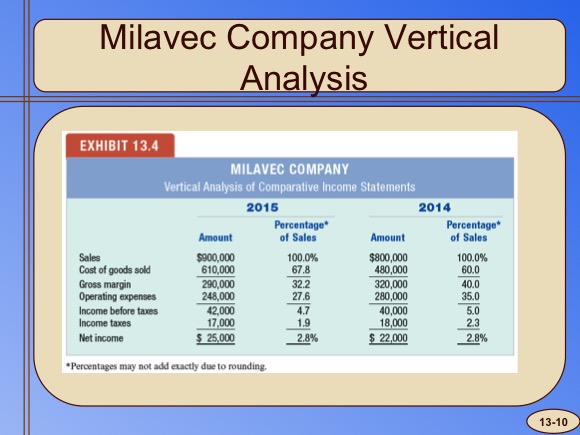 Milavec Company Vertical
Analysis
EXHIBIT 13.4
MILAVEC COMPANY
Vertical Analysis of Comparative Income Statements
2015 2014
Percentage* Percentage*
Amount of Sales Amount of Sales
Sales $900,000 100.0% $800,000 100.0%
Cost of goods sold 610,000 67.8 480,000 60.0
Gross margin 290,000 32.2 320,000 40.0
Operating expenses 248,000 27.6 280,000 35.0
Income before taxes 42,000 4.7 40,000 5.0
Income taxes 17,000 1.9 18,000 2.3
Net income $ 25,000 2.8% $ 22,000 2.8%
*Percentages may not add exactly due to rounding.
13-10